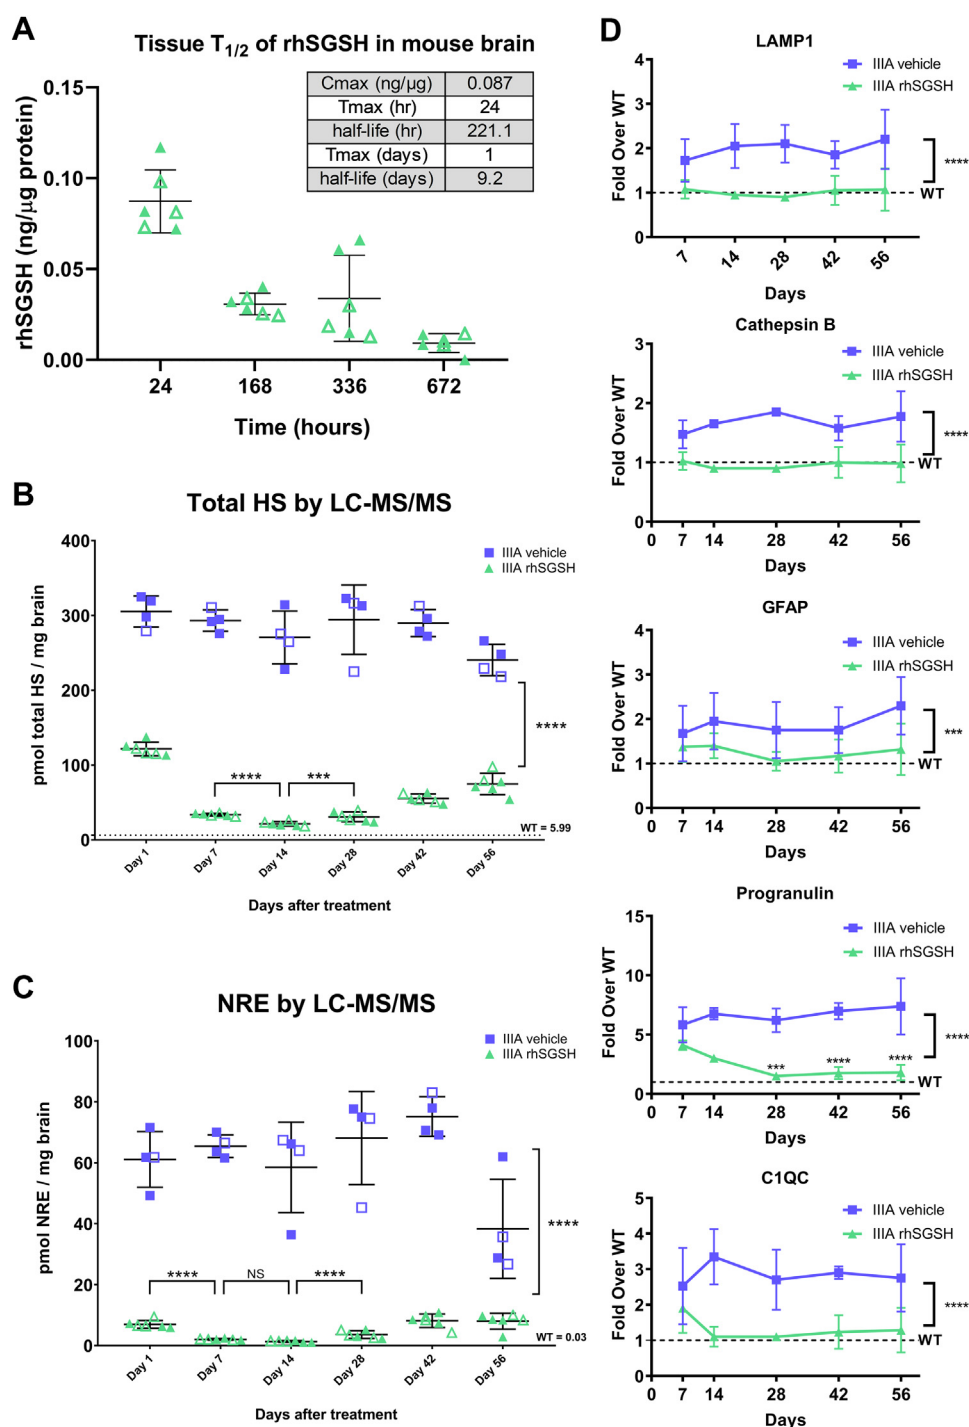 A
Tissue T1/2 of rhSGSH in mouse brain
Cmax (ng/µg) 0.087
Tmax (hr) 24
half-life (hr) 221.1
Tmax (days) 1
half-life (days) 9.2
rhSGSH (ng/µg protein)
0.15
0.10
0.05
0.00
24 168 336 672
Time (hours)
B
Total HS by LC-MS/MS
IIIA vehicle
IIIA rhSGSH
pmol total HS / mg brain
400
300
200
100
0
****
**** ***
WT = 5.99
Day 1 Day 7 Day 14 Day 28 Day 42 Day 56
Days after treatment
C
NRE by LC-MS/MS
IIIA vehicle
IIIA rhSGSH
pmol NRE / mg brain
100
80
60
40
20
0
****
**** NS ****
WT = 0.03
Day 1 Day 7 Day 14 Day 28 Day 42 Day 56
Days after treatment
D
LAMP1
IIIA vehicle
IIIA rhSGSH
Fold Over WT
4
3
2
1
0
****
WT
7 14 28 42 56
Days
Cathepsin B
IIIA vehicle
IIIA rhSGSH
Fold Over WT
3
2
1
0
****
WT
0 7 14 28 42 56
Days
GFAP
IIIA vehicle
IIIA rhSGSH
Fold Over WT
4
3
2
1
0
***
WT
0 7 14 28 42 56
Days
Progranulin
IIIA vehicle
IIIA rhSGSH
Fold Over WT
15
10
5
0
****
*** **** ****
WT
0 7 14 28 42 56
Days
C1QC
IIIA vehicle
IIIA rhSGSH
Fold Over WT
5
4
3
2
1
0
****
WT
0 7 14 28 42 56
Days